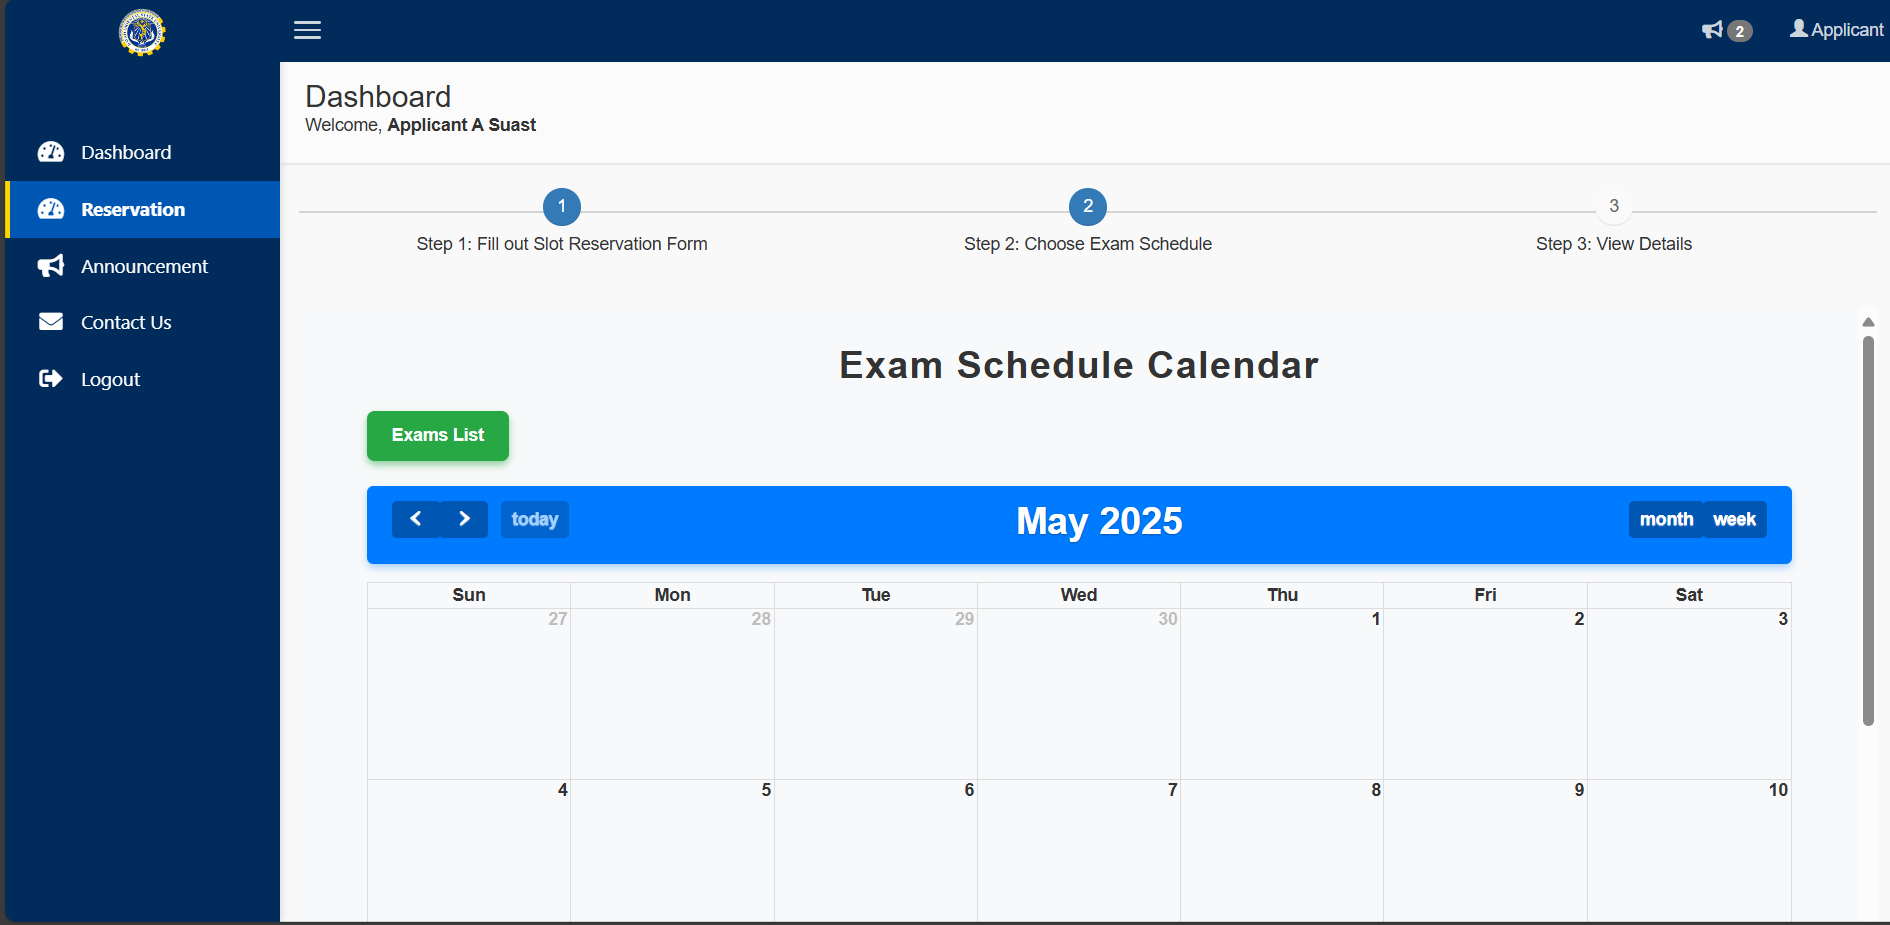 2
Applicant
Dashboard
Welcome, Applicant A Suast
Dashboard
Reservation
Announcement
Contact Us
Logout
1
2
3
Step 1: Fill out Slot Reservation Form
Step 2: Choose Exam Schedule
Step 3: View Details
Exam Schedule Calendar
Exams List
today
May 2025
month week
Sun Mon Tue Wed Thu Fri Sat
27 28 29 30 1 2 3
4 5 6 7 8 9 10